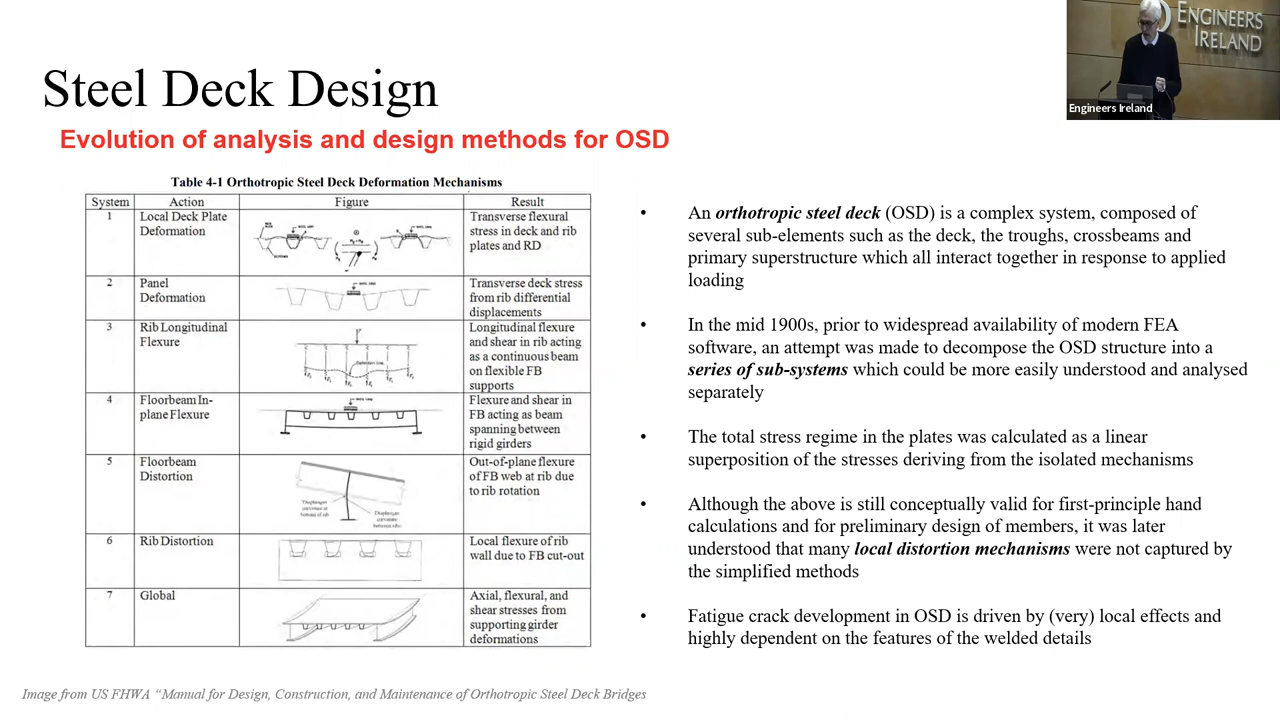 ENGINEERS
IRELAND
Engineers Ireland
Steel Deck Design
Evolution of analysis and design methods for OSD
Table 4-1 Orthotropic Steel Deck Deformation Mechanisms
System Action Figure Result
1 Local Deck Plate Transverse flexural
Deformation stress in deck and rib
plates and RD
2 Panel Transverse deck stress
Deformation from rib differential
displacements
3 Rib Longitudinal Longitudinal flexure
Flexure and shear in rib acting
as a continuous beam
on flexible FB
supports
4 Floorbeam In- Flexure and shear in
plane Flexure FB acting as beam
spanning between
rigid girders
5 Floorbeam Out-of-plane flexure
Distortion of FB web at rib due
to rib rotation
6 Rib Distortion Local flexure of rib
wall due to FB cut-out
7 Global Axial, flexural, and
shear stresses from
supporting girder
deformations
• An orthotropic steel deck (OSD) is a complex system, composed of
several sub-elements such as the deck, the troughs, crossbeams and
primary superstructure which all interact together in response to applied
loading
• In the mid 1900s, prior to widespread availability of modern FEA
software, an attempt was made to decompose the OSD structure into a
series of sub-systems which could be more easily understood and analysed
separately
• The total stress regime in the plates was calculated as a linear
superposition of the stresses deriving from the isolated mechanisms
• Although the above is still conceptually valid for first-principle hand
calculations and for preliminary design of members, it was later
understood that many local distortion mechanisms were not captured by
the simplified methods
• Fatigue crack development in OSD is driven by (very) local effects and
highly dependent on the features of the welded details
Image from US FHWA “Manual for Design, Construction, and Maintenance of Orthotropic Steel Deck Bridges